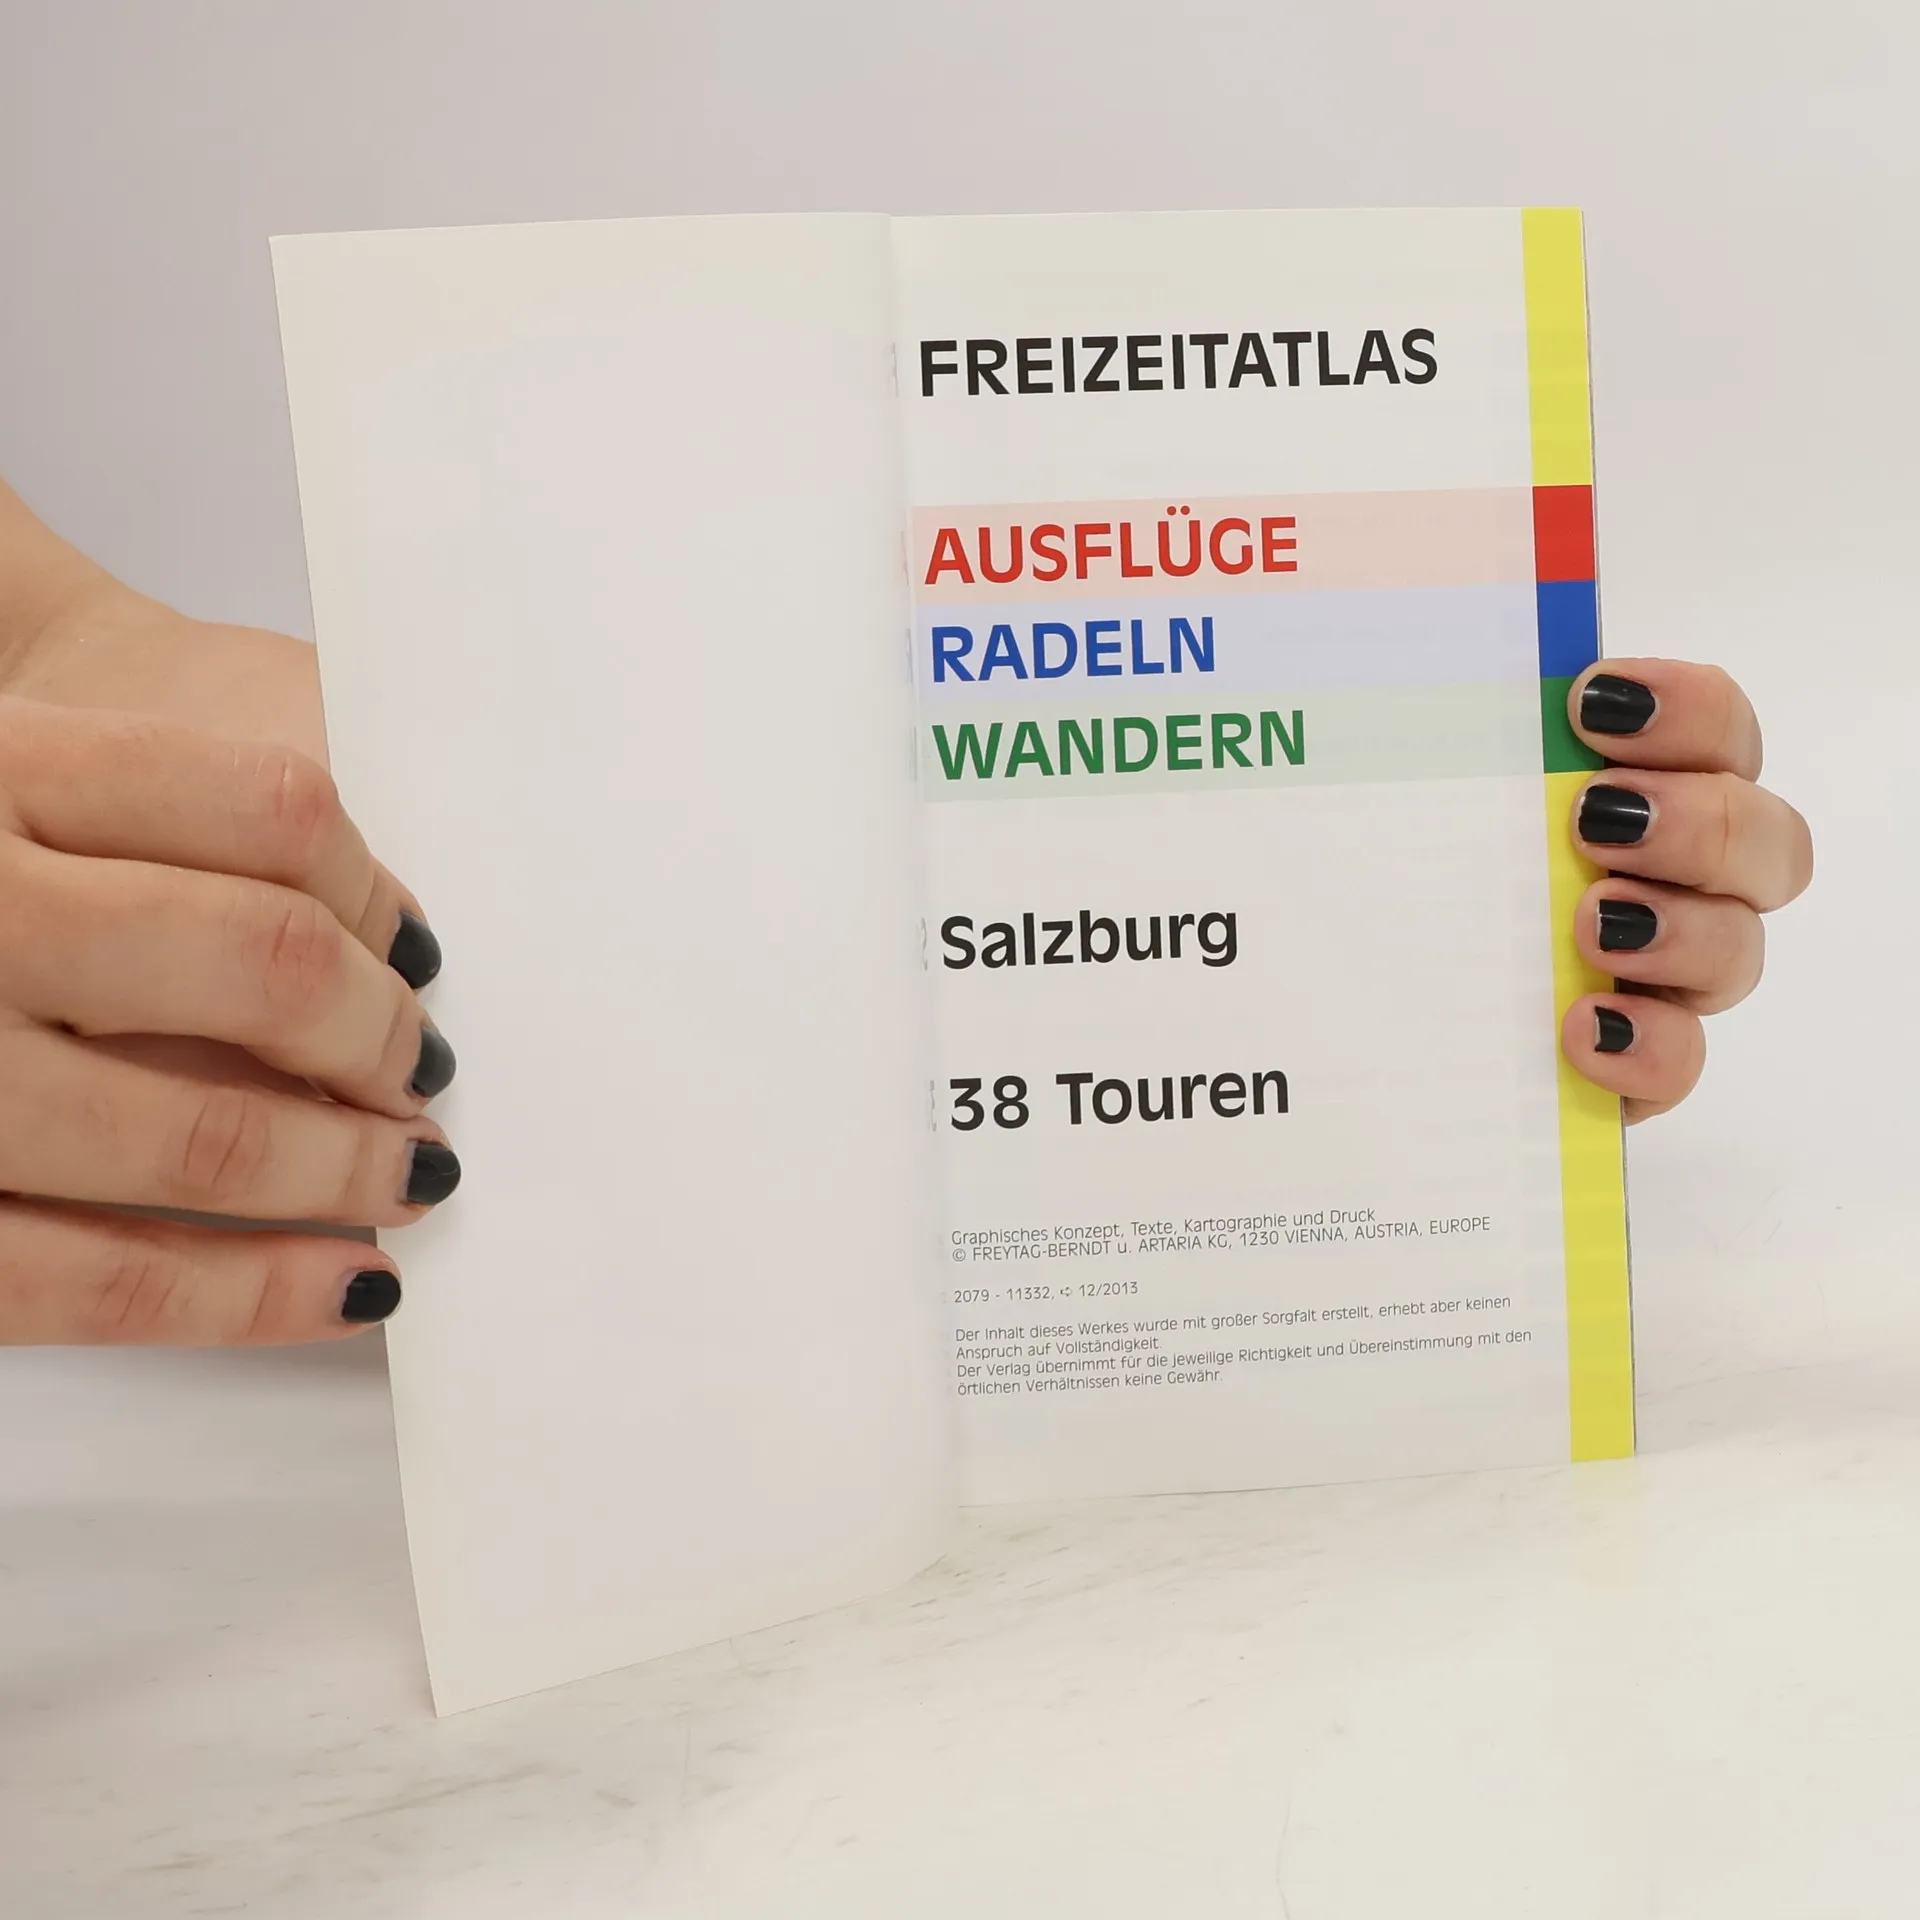 FREIZEITATLAS
AUSFLÜGE
RADELN
WANDERN
Salzburg
38 Touren
Graphisches Konzept, Texte, Kartographie und Druck
© FREYTAG-BERNDT u. ARTARIA KG, 1230 VIENNA, AUSTRIA, EUROPE
2079 - 11332, ➪ 12/2013
Der Inhalt dieses Werkes wurde mit großer Sorgfalt erstellt, erhebt aber keinen
Anspruch auf Vollständigkeit.
Der Verlag übernimmt für die jeweilige Richtigkeit und Übereinstimmung mit den
örtlichen Verhältnissen keine Gewähr.